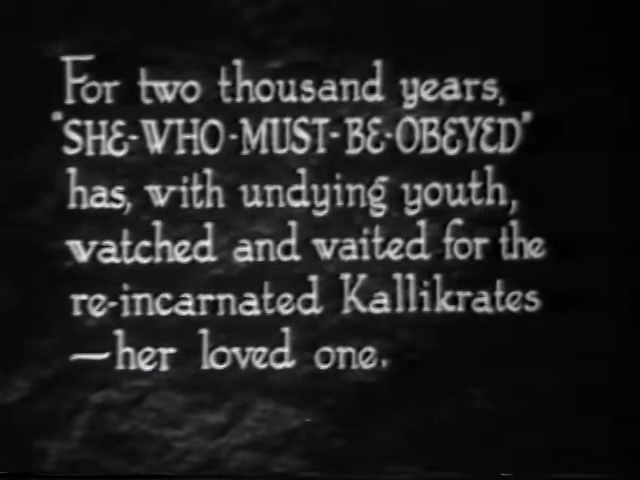 For two thousand years,
"SHE-WHO-MUST-BE-OBEYED"
has, with undying youth,
watched and waited for the
re-incarnated Kallikrates
—her loved one.